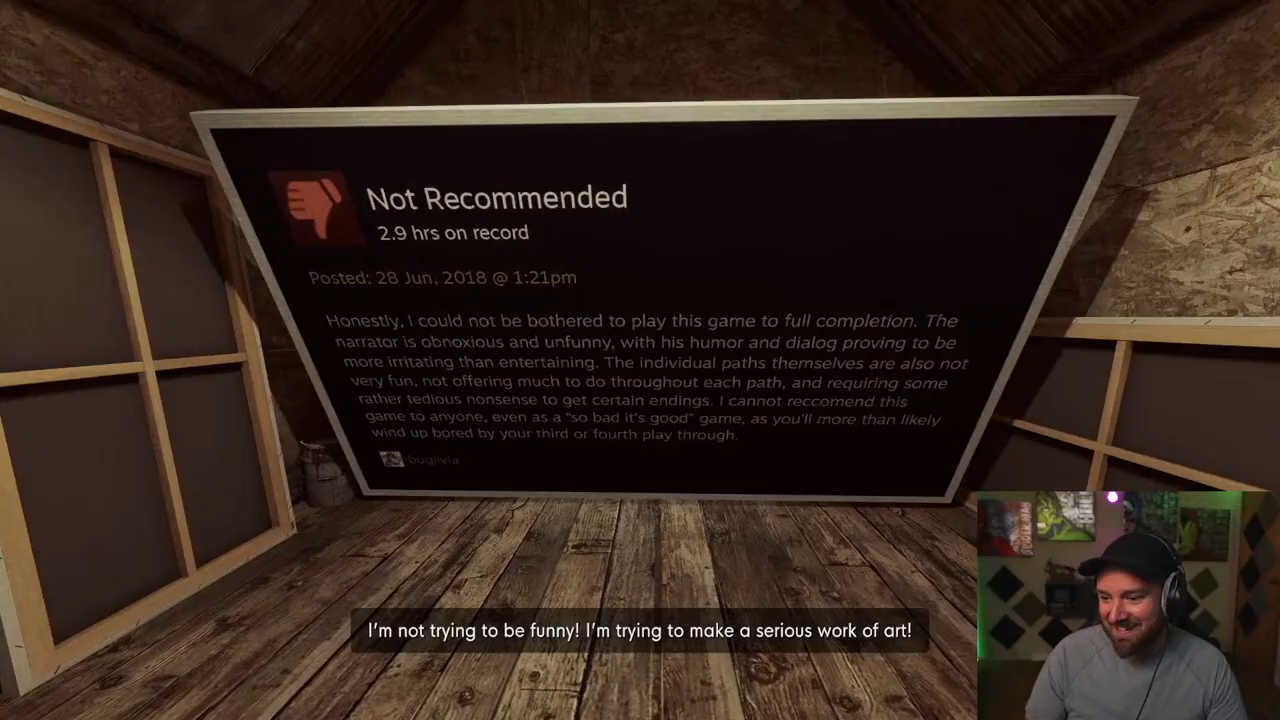 Not Recommended
2.9 hrs on record
Posted: 28 Jun, 2018 @ 1:21pm
Honestly, I could not be bothered to play this game to full completion. The
narrator is obnoxious and unfunny, with his humor and dialog proving to be
more irritating than entertaining. The individual paths themselves are also not
very fun, not offering much to do throughout each path, and requiring some
rather tedious nonsense to get certain endings. I cannot reccomend this
game to anyone, even as a "so bad it's good" game, as you'll more than likely
wind up bored by your third or fourth play through.
buglivia
I'm not trying to be funny! I'm trying to make a serious work of art!